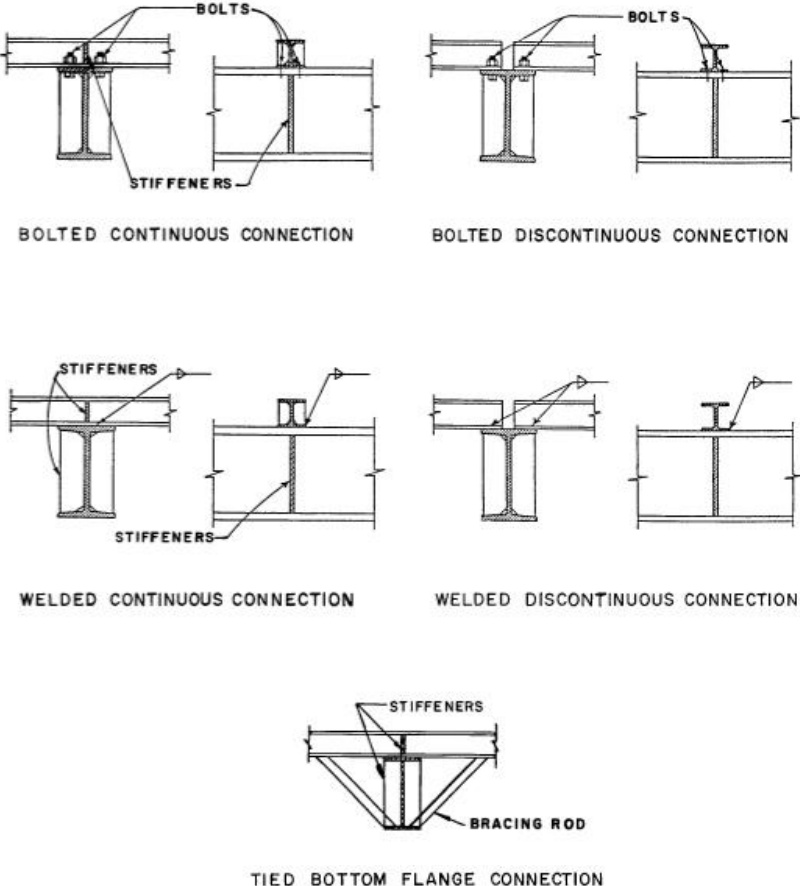 BOLTS
BOLTS
STIFFENERS
BOLTED CONTINUOUS CONNECTION
BOLTED DISCONTINUOUS CONNECTION
STIFFENERS
STIFFENERS
WELDED CONTINUOUS CONNECTION
WELDED DISCONTINUOUS CONNECTION
STIFFENERS
BRACING ROD
TIED BOTTOM FLANGE CONNECTION